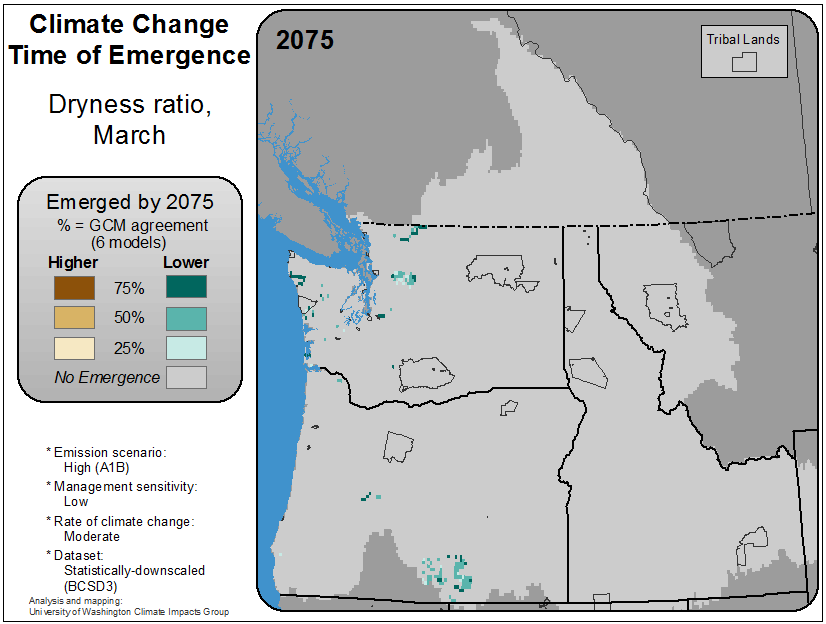 Climate Change
Time of Emergence
Dryness ratio,
March
Emerged by 2075
% = GCM agreement
(6 models)
Higher Lower
75%
50%
25%
No Emergence
* Emission scenario:
High (A1B)
* Management sensitivity:
Low
* Rate of climate change:
Moderate
* Dataset:
Statistically-downscaled
(BCSD3)
Analysis and mapping:
University of Washington Climate Impacts Group
2075
Tribal Lands